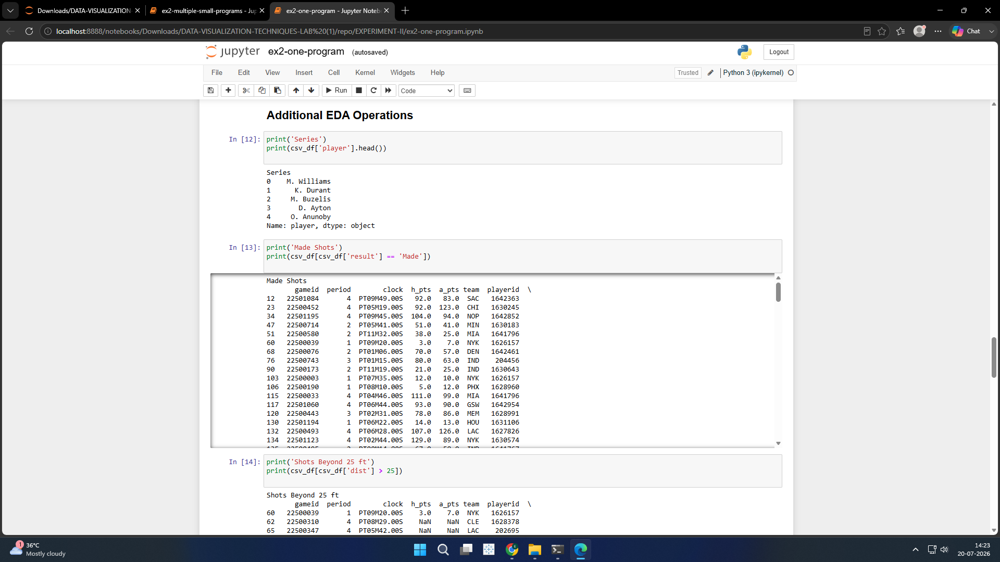 Downloads/DATA-VISUALIZATION-
ex2-multiple-small-programs - Jup
ex2-one-program - Jupyter Noteb
localhost:8888/notebooks/Downloads/DATA-VISUALIZATION-TECHNIQUES-LAB%20(1)/repo/EXPERIMENT-II/ex2-one-program.ipynb
Chat
jupyter ex2-one-program (autosaved)
Logout
File Edit View Insert Cell Kernel Widgets Help
Trusted
Python 3 (ipykernel)
Run
Code
Additional EDA Operations
In [12]: print('Series')
print(csv_df['player'].head())
Series
0 M. Williams
1 K. Durant
2 M. Buzelis
3 D. Ayton
4 O. Anunoby
Name: player, dtype: object
In [13]: print('Made Shots')
print(csv_df[csv_df['result'] == 'Made'])
Made Shots
gameid period clock h_pts a_pts team playerid \
12 22501084 4 PT09M49.00S 92.0 83.0 SAC 1642363
23 22500452 4 PT05M19.00S 92.0 123.0 CHI 1630245
34 22501195 4 PT09M45.00S 104.0 94.0 NOP 1642852
47 22500714 2 PT05M41.00S 51.0 41.0 MIN 1630183
51 22500580 2 PT11M32.00S 38.0 25.0 MIA 1641796
60 22500039 1 PT09M20.00S 3.0 7.0 NYK 1626157
68 22500076 2 PT01M06.00S 70.0 57.0 DEN 1642461
76 22500743 3 PT01M15.00S 80.0 63.0 IND 204456
90 22500173 2 PT11M19.00S 21.0 25.0 IND 1630643
103 22500003 1 PT07M35.00S 12.0 10.0 NYK 1626157
106 22500190 1 PT08M10.00S 5.0 12.0 PHX 1628960
115 22500033 4 PT04M46.00S 111.0 99.0 MIA 1641796
117 22501060 4 PT06M44.00S 93.0 90.0 GSW 1642954
120 22500443 3 PT02M31.00S 78.0 86.0 MEM 1628991
130 22501194 1 PT06M22.00S 14.0 13.0 HOU 1631106
132 22500493 4 PT06M28.00S 107.0 126.0 LAC 1627826
134 22501123 4 PT02M44.00S 129.0 89.0 NYK 1630574
In [14]: print('Shots Beyond 25 ft')
print(csv_df[csv_df['dist'] > 25])
Shots Beyond 25 ft
gameid period clock h_pts a_pts team playerid \
60 22500039 1 PT09M20.00S 3.0 7.0 NYK 1626157
62 22500310 4 PT08M29.00S NaN NaN CLE 1628378
65 22500347 4 PT05M42.00S NaN NaN LAC 202695
1
36°C
Mostly cloudy
14:23
20-07-2026